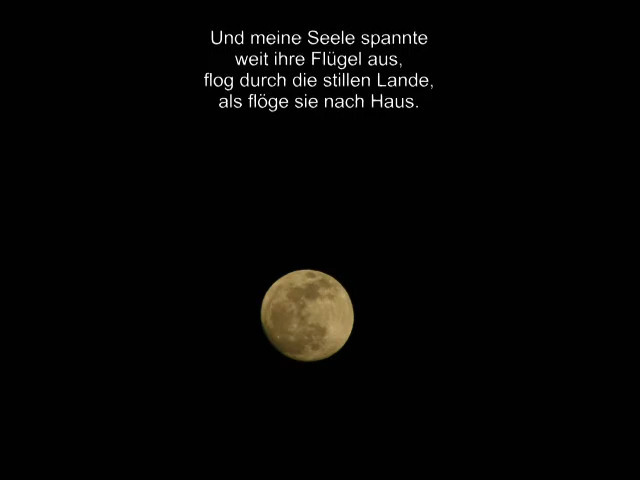 Und meine Seele spannte
weit ihre Flügel aus,
flog durch die stillen Lande,
als flöge sie nach Haus.